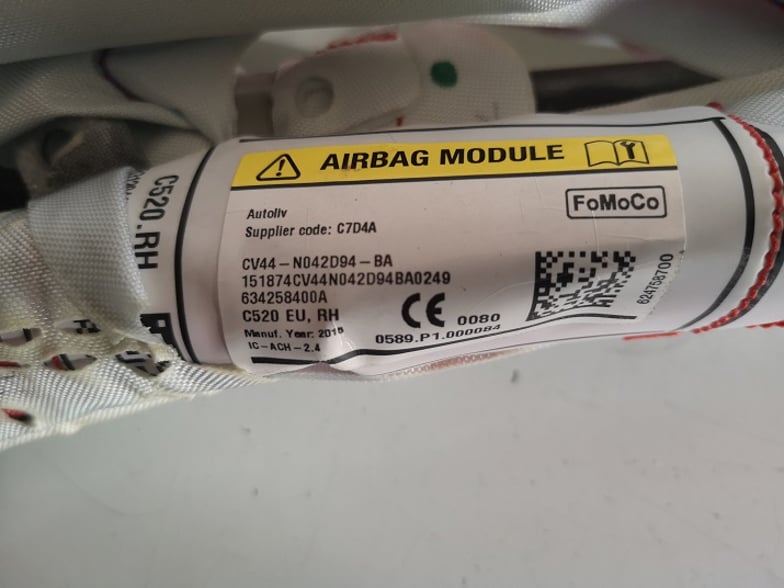 AIRBAG MODULE
FoMoCo
Autoliv
Supplier code: C7D4A
CV44-N042D94-BA
151874CV44N042D94BA0249
634258400A
C520 EU, RH
Manuf. Year: 2015
IC-ACH-2.4
CE 0080
0589.P1.000084
624758700
C520.RH